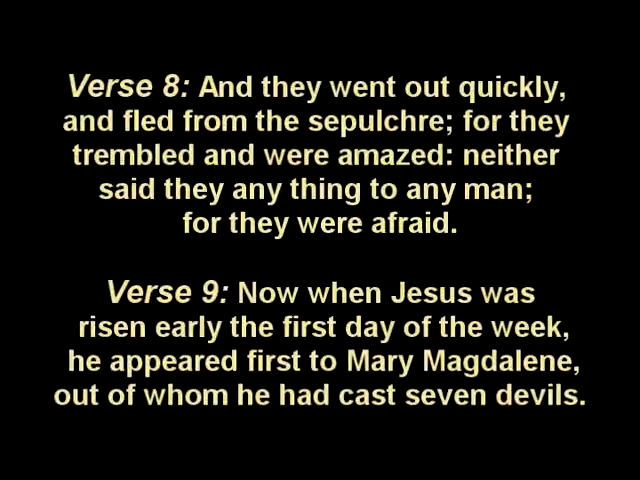 Verse 8: And they went out quickly,
and fled from the sepulchre; for they
trembled and were amazed: neither
said they any thing to any man;
for they were afraid.
Verse 9: Now when Jesus was
risen early the first day of the week,
he appeared first to Mary Magdalene,
out of whom he had cast seven devils.